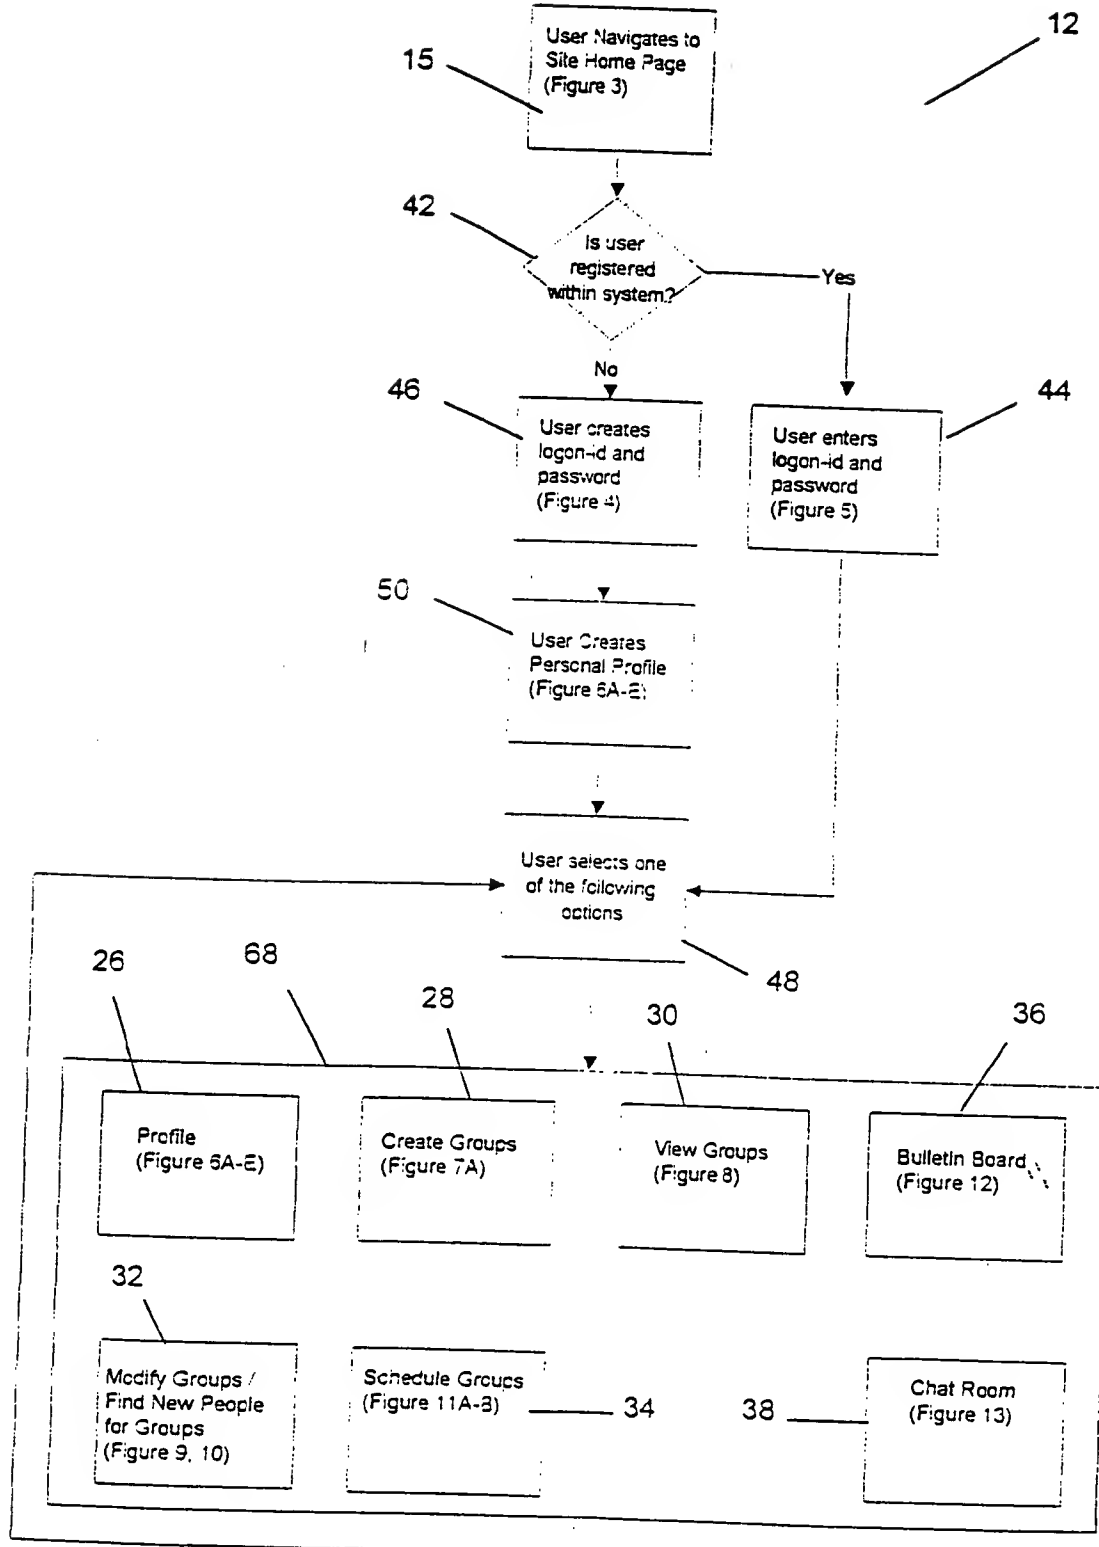 12
User Navigates to
Site Home Page
(Figure 3)
15
42
Is user
registered
within system?
Yes
No
46
User creates
logon-id and
password
(Figure 4)
44
User enters
logon-id and
password
(Figure 5)
50
User Creates
Personal Profile
(Figure 6A-E)
User selects one
of the following
options
48
26
68
28
30
36
Profile
(Figure 6A-E)
Create Groups
(Figure 7A)
View Groups
(Figure 8)
Bulletin Board
(Figure 12)
32
Modify Groups /
Find New People
for Groups
(Figure 9, 10)
Schedule Groups
(Figure 11A-B)
34
38
Chat Room
(Figure 13)